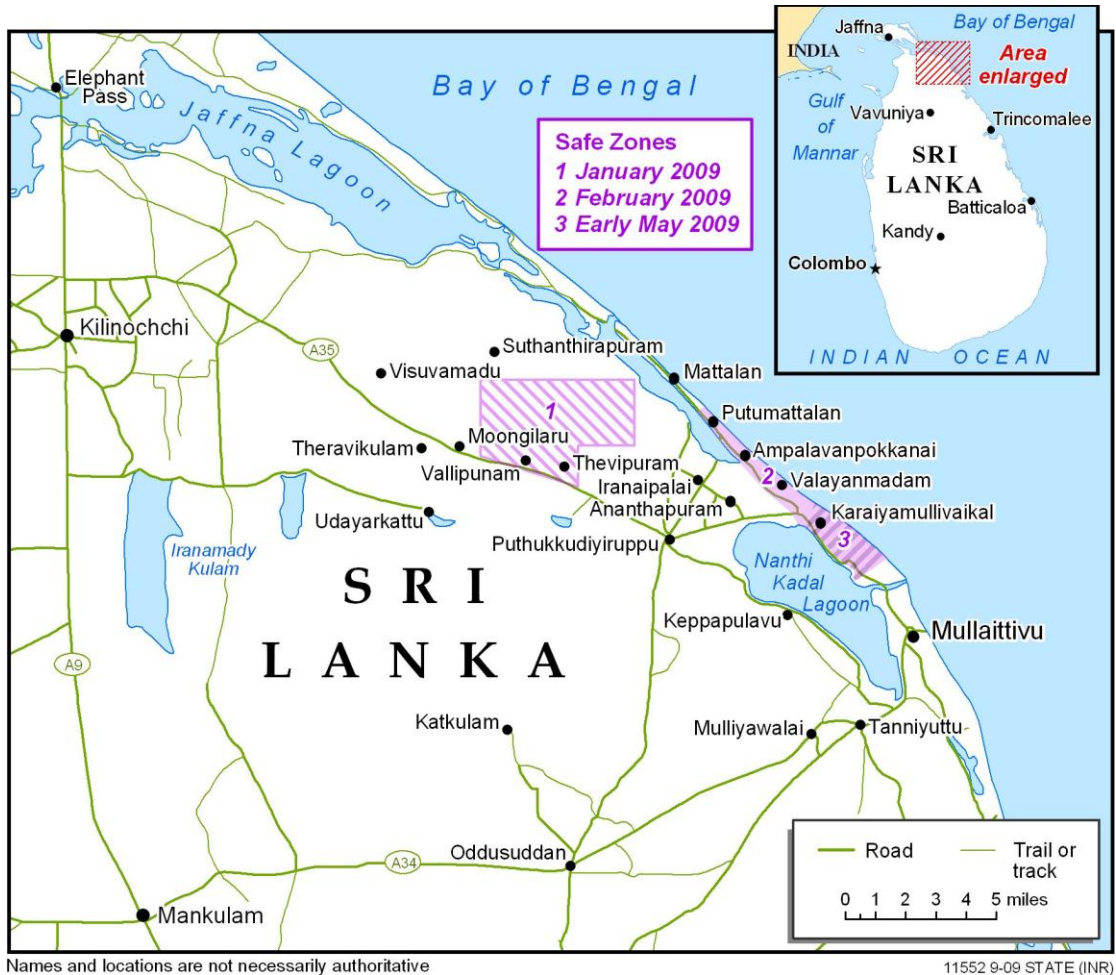 Elephant
Pass
Jaffna Lagoon
Bay of Bengal
Safe Zones
1 January 2009
2 February 2009
3 Early May 2009
Jaffna
Bay of Bengal
INDIA
Area
enlarged
Gulf
of
Mannar
Vavuniya
Trincomalee
SRI
LANKA
Batticaloa
Kandy
Colombo
INDIAN OCEAN
Kilinochchi
A35
Suthanthirapuram
Visuvamadu
Mattalan
1
Putumattalan
Moongilaru
Theravikulam
Ampalavanpokkanai
Vallipunam
Thevipuram
2
Iranaipalai
Valayanmadam
Ananthapuram
Udayarkattu
Karaiyamullivaikal
Puthukkudiyiruppu
3
Iranamady
Kulam
Nanthi
Kadal
Lagoon
SRI
LANKA
Keppapulavu
Mullaittivu
A9
Katkulam
Mulliyawalai
Tanniyuttu
Oddusuddan
A34
Mankulam
Road
Trail or
track
0 1 2 3 4 5 miles
Names and locations are not necessarily authoritative
11552 9-09 STATE (INR)